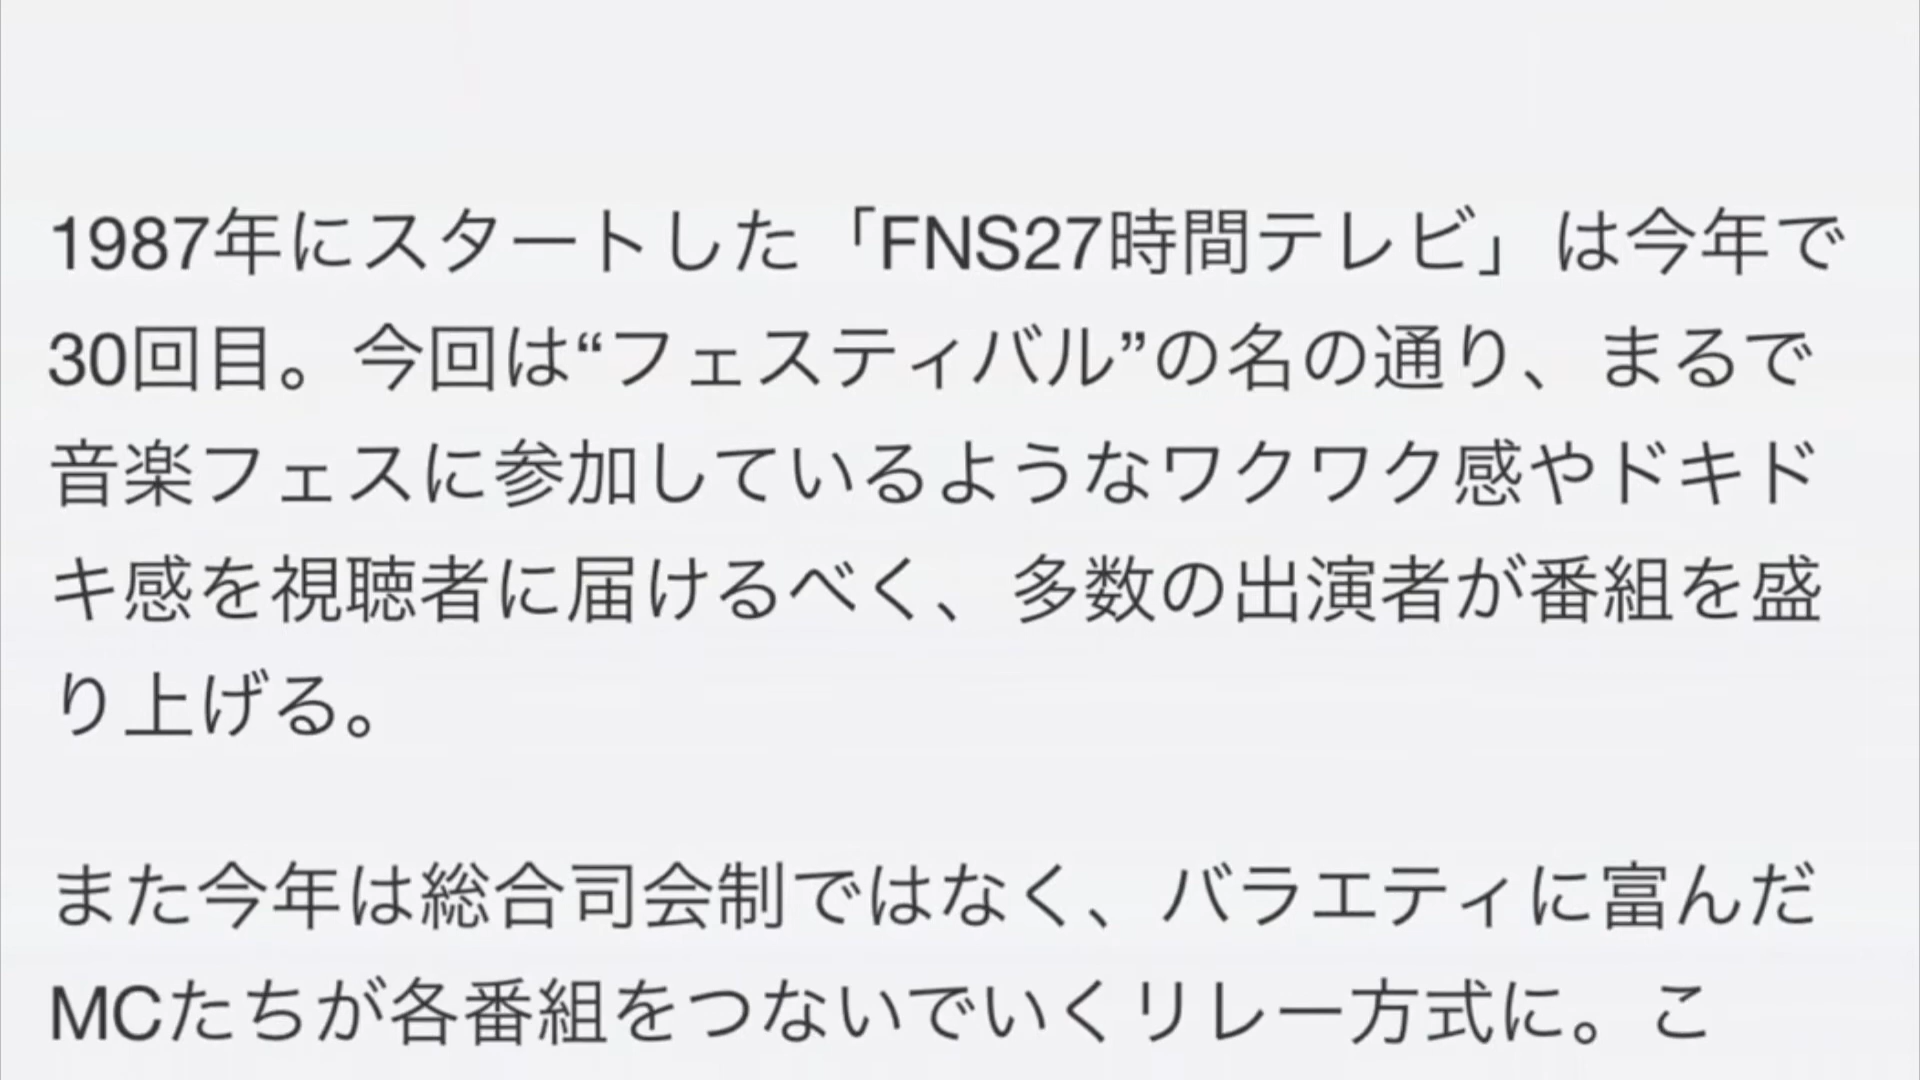 1987年にスタートした「FNS27時間テレビ」は今年で
30回目。今回は“フェスティバル”の名の通り、まるで
音楽フェスに参加しているようなワクワク感やドキド
キ感を視聴者に届けるべく、多数の出演者が番組を盛
り上げる。
また今年は総合司会制ではなく、バラエティに富んだ
MCたちが各番組をつないでいくリレー方式に。こ